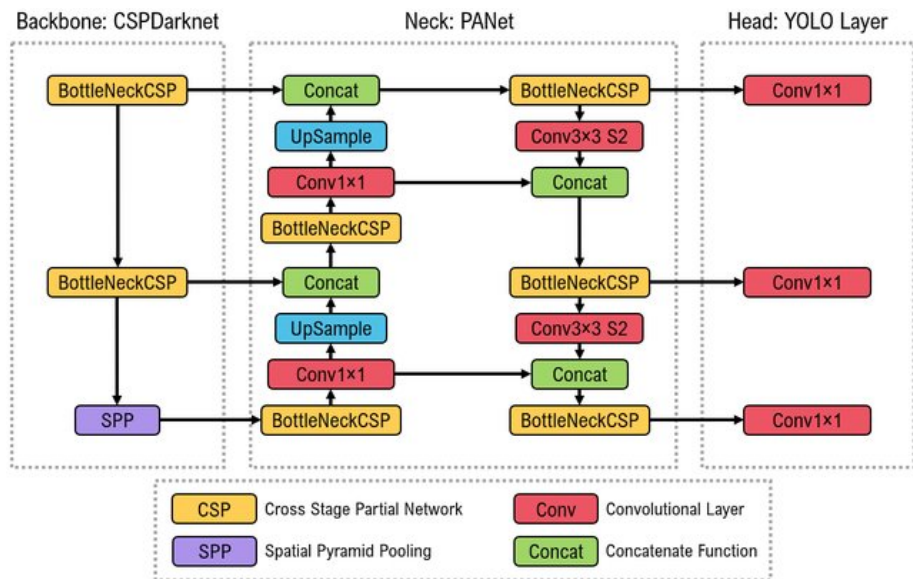 Backbone: CSPDarknet
Neck: PANet
Head: YOLO Layer
BottleNeckCSP
Concat
BottleNeckCSP
Conv1×1
UpSample
Conv3×3 S2
Conv1×1
Concat
BottleNeckCSP
BottleNeckCSP
Concat
BottleNeckCSP
Conv1×1
UpSample
Conv3×3 S2
Conv1×1
Concat
SPP
BottleNeckCSP
BottleNeckCSP
Conv1×1
CSP
Cross Stage Partial Network
Conv
Convolutional Layer
SPP
Spatial Pyramid Pooling
Concat
Concatenate Function